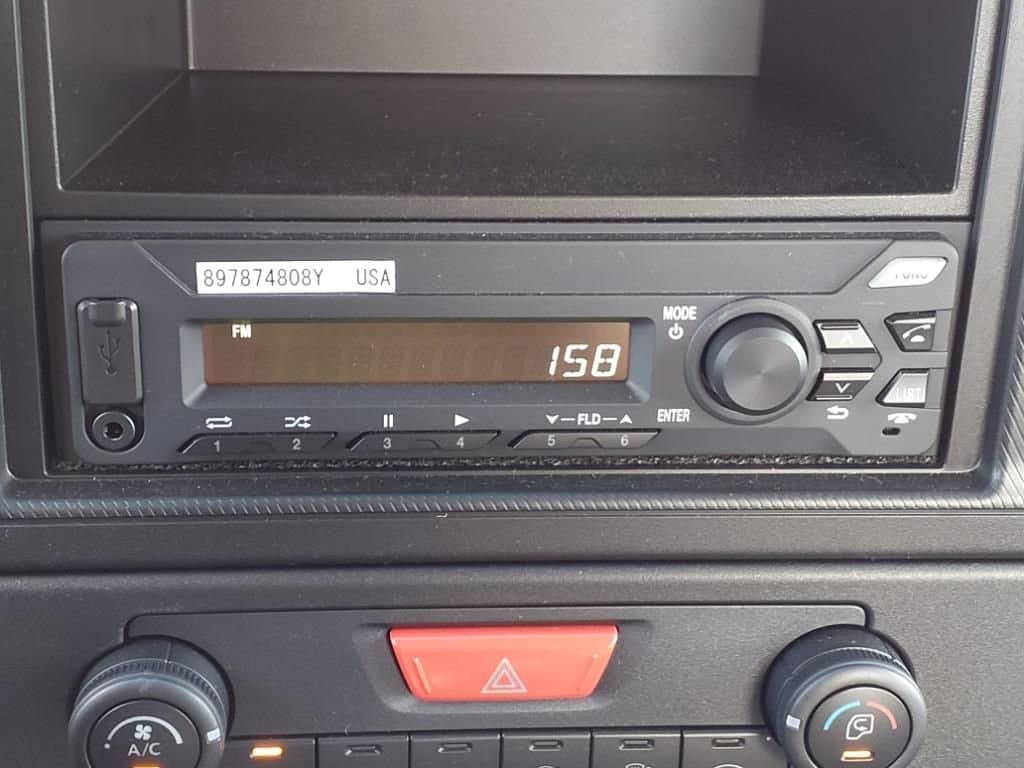 897874808Y USA
MODE
FM
158
LIST
FLD
ENTER
1 2 3 4 5 6
A/C